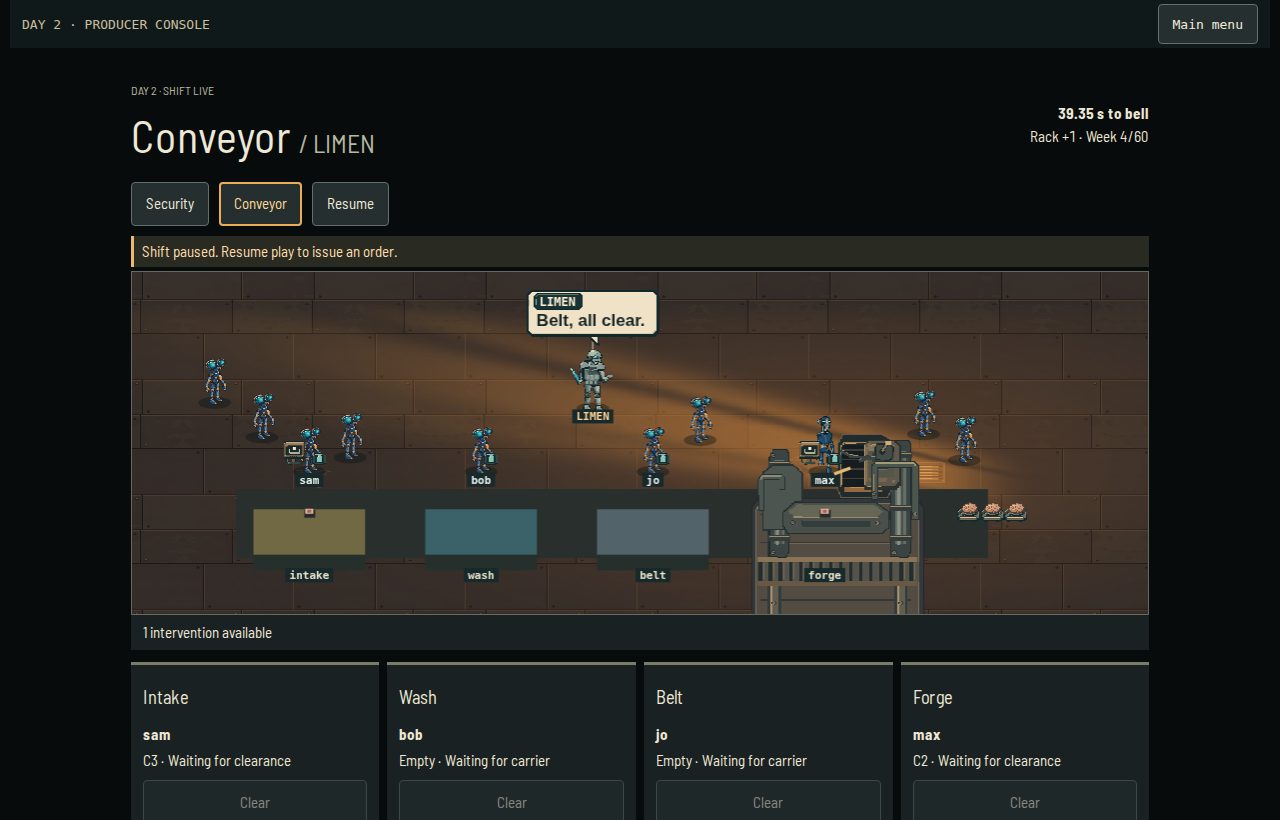 DAY 2 · PRODUCER CONSOLE
Main menu
DAY 2 · SHIFT LIVE
Conveyor / LIMEN
39.35 s to bell
Rack +1 · Week 4/60
Security
Conveyor
Resume
Shift paused. Resume play to issue an order.
LIMEN
Belt, all clear.
LIMEN
sam
bob
jo
max
intake
wash
belt
forge
1 intervention available
Intake
sam
C3 · Waiting for clearance
Clear
Wash
bob
Empty · Waiting for carrier
Clear
Belt
jo
Empty · Waiting for carrier
Clear
Forge
max
C2 · Waiting for clearance
Clear